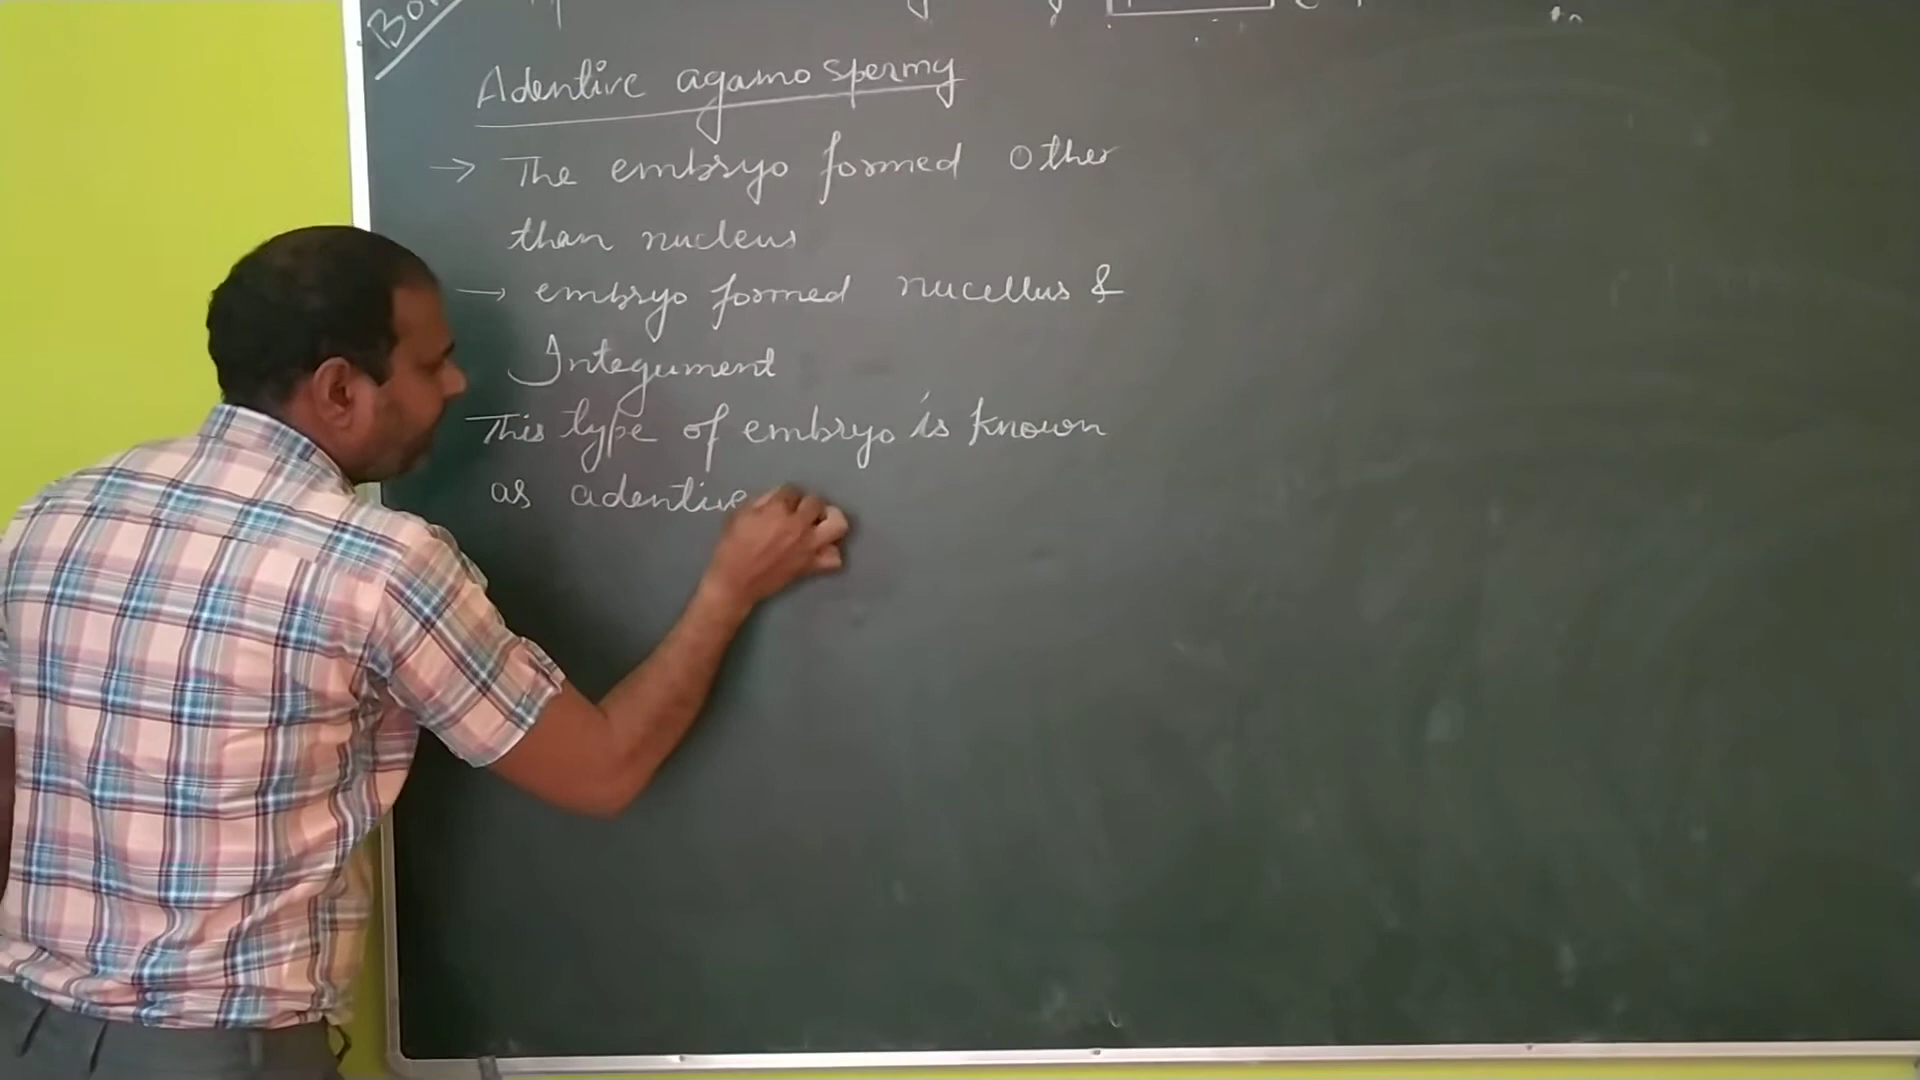 Adentive agamospermy
→ The embryo formed other
than nucleus
→ embryo formed nucellus &
Integument
This type of embryo is known
as adentive